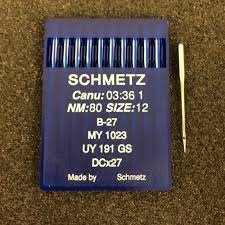 SCHMETZ
Canu: 03:36 1
NM:80 SIZE:12
B-27
MY 1023
UY 191 GS
DCx27
Made by Schmetz